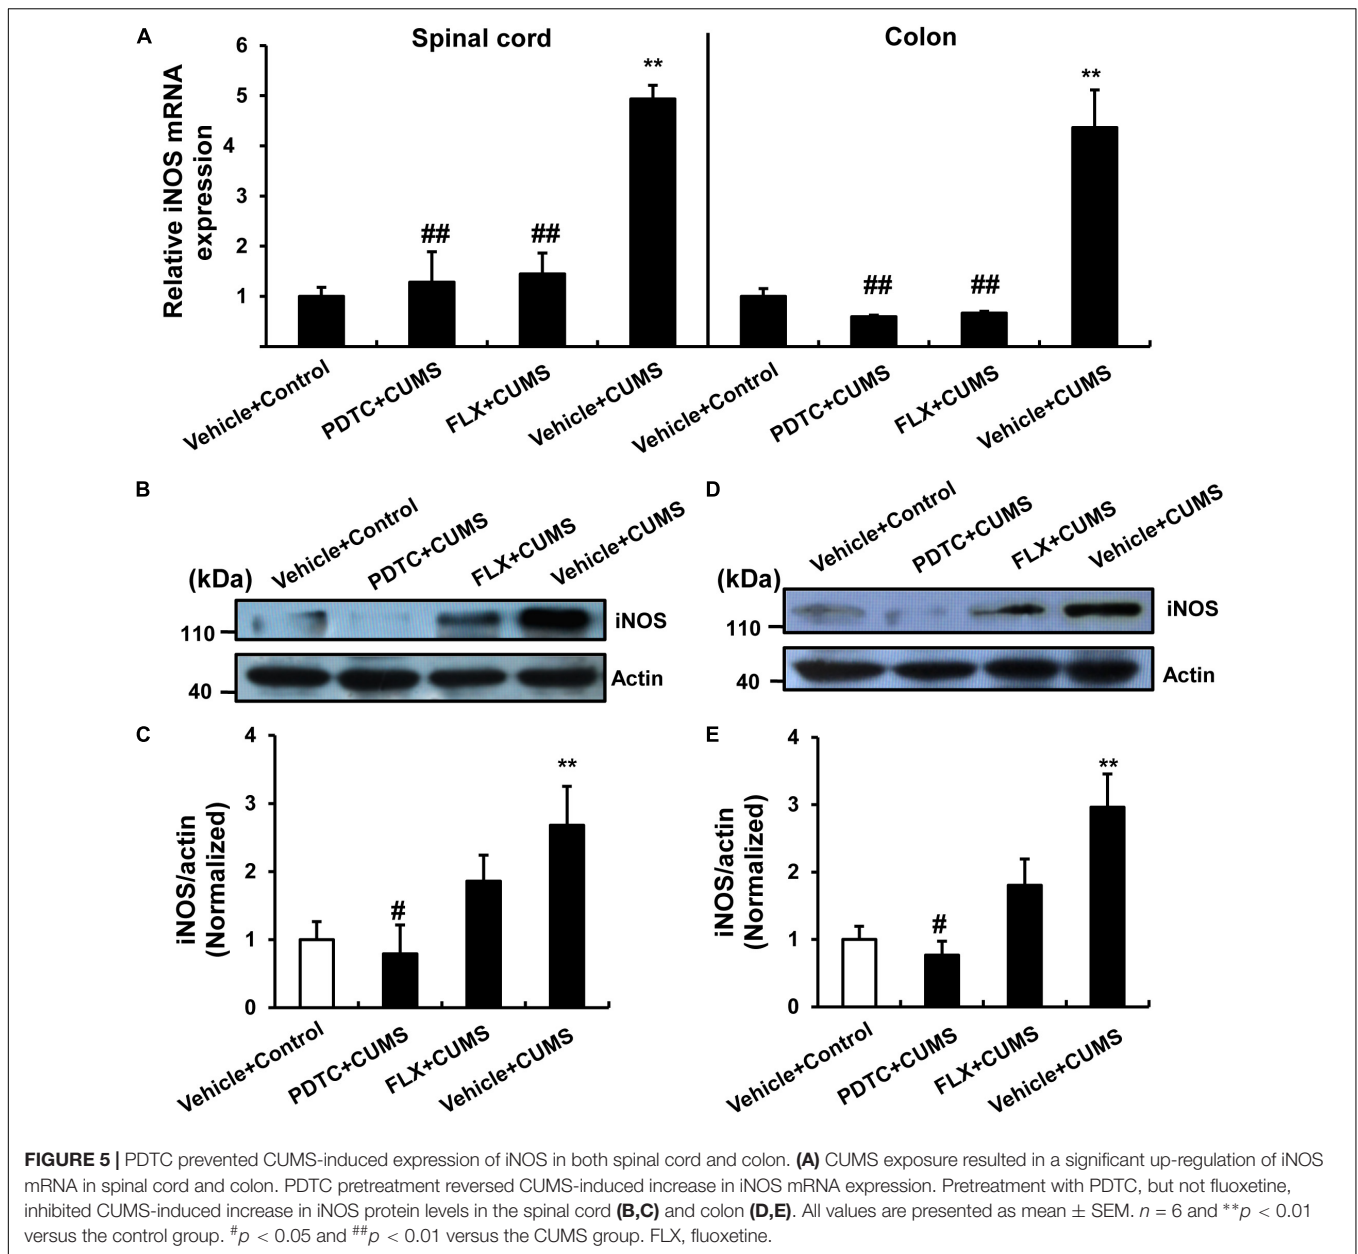 A
Spinal cord
Colon
Relative iNOS mRNA
expression
6
5
4
3
2
1
**
##
##
**
##
##
Vehicle+Control
PDTC+CUMS
FLX+CUMS
Vehicle+CUMS
Vehicle+Control
PDTC+CUMS
FLX+CUMS
Vehicle+CUMS
B
Vehicle+Control
PDTC+CUMS
FLX+CUMS
Vehicle+CUMS
(kDa)
110
iNOS
40
Actin
D
Vehicle+Control
PDTC+CUMS
FLX+CUMS
Vehicle+CUMS
(kDa)
110
iNOS
40
Actin
C
iNOS/actin
(Normalized)
4
3
2
1
0
#
**
Vehicle+Control
PDTC+CUMS
FLX+CUMS
Vehicle+CUMS
E
iNOS/actin
(Normalized)
4
3
2
1
0
#
**
Vehicle+Control
PDTC+CUMS
FLX+CUMS
Vehicle+CUMS
FIGURE 5 | PDTC prevented CUMS-induced expression of iNOS in both spinal cord and colon. (A) CUMS exposure resulted in a significant up-regulation of iNOS
mRNA in spinal cord and colon. PDTC pretreatment reversed CUMS-induced increase in iNOS mRNA expression. Pretreatment with PDTC, but not fluoxetine,
inhibited CUMS-induced increase in iNOS protein levels in the spinal cord (B,C) and colon (D,E). All values are presented as mean ± SEM. n = 6 and **p < 0.01
versus the control group. #p < 0.05 and ##p < 0.01 versus the CUMS group. FLX, fluoxetine.